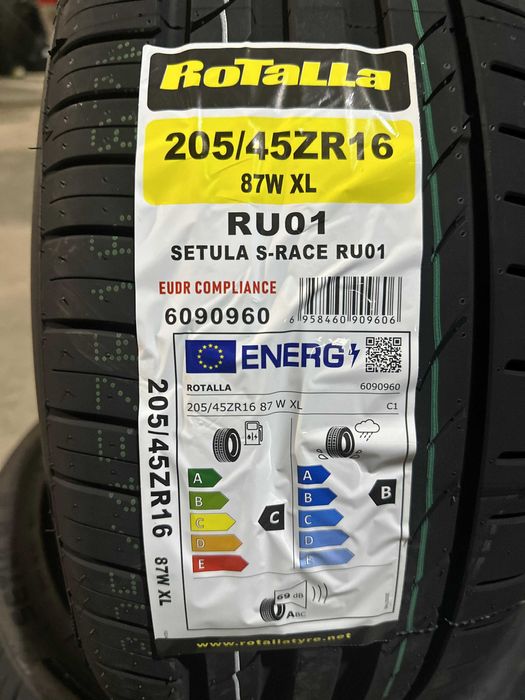 RoTaLLa
205/45ZR16
87W XL
RU01
SETULA S-RACE RU01
EUDR COMPLIANCE
6090960
6 958460 909606
ENERG
ROTALLA
6090960
205/45ZR16 87 W XL
C1
A
B
C
D
E
C
A
B
C
D
E
B
69 dB
ABC
205/45ZR16 87W XL
www.rotallatyre.net